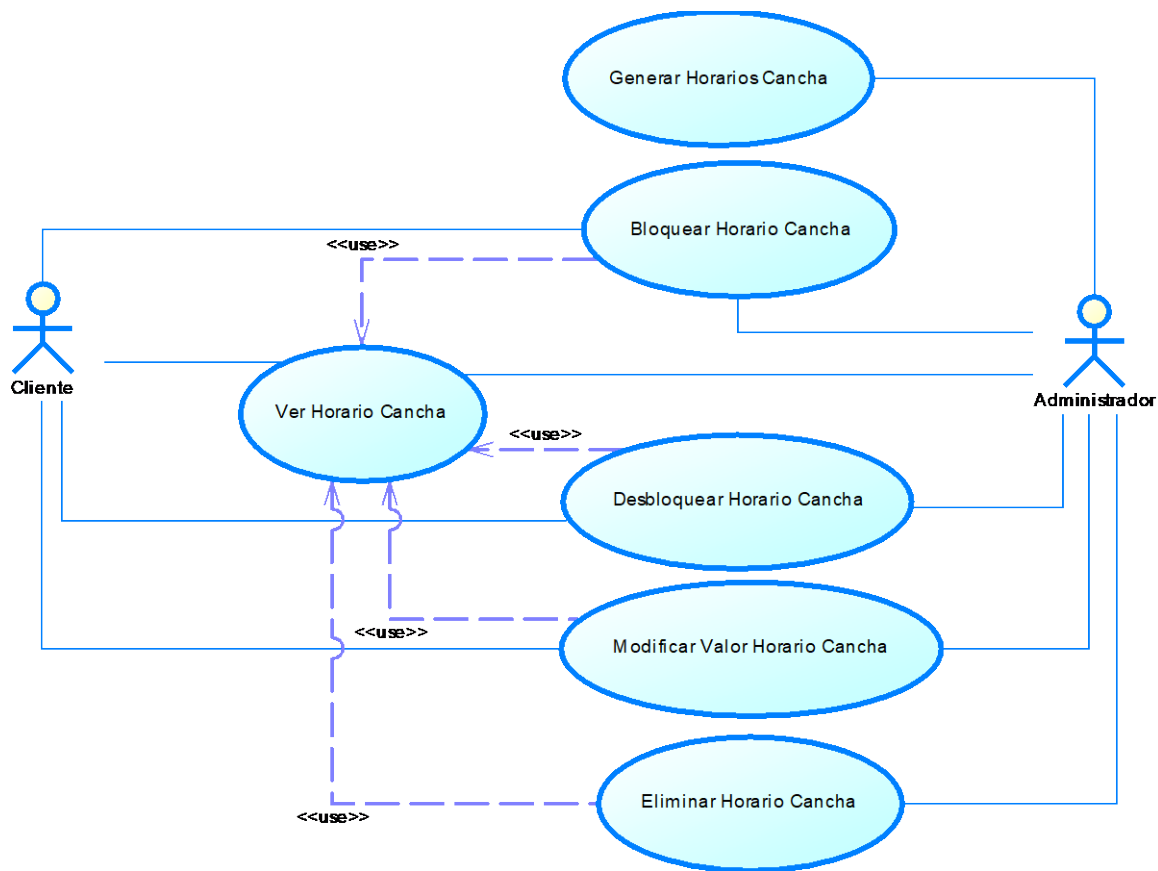 Generar Horarios Cancha
Bloquear Horario Cancha
<<use>>
Cliente
Ver Horario Cancha
Administrador
<<use>>
Desbloquear Horario Cancha
<<use>>
Modificar Valor Horario Cancha
Eliminar Horario Cancha
<<use>>